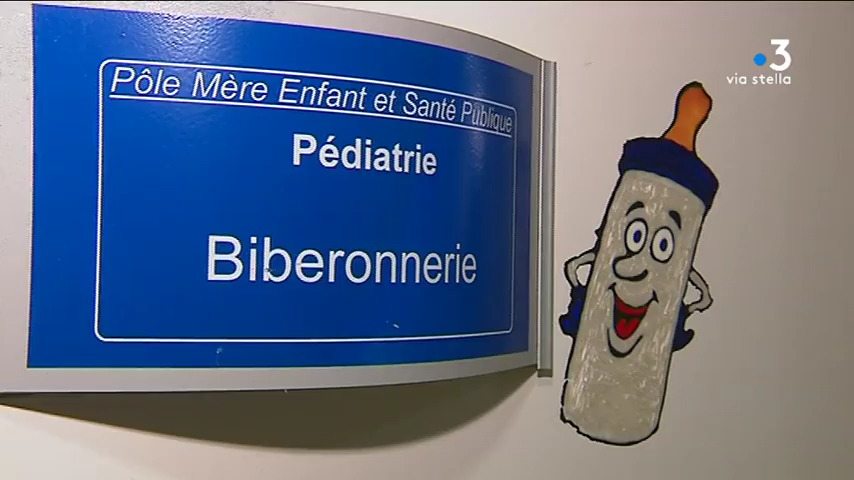 Pôle Mère Enfant et Santé Publique
Pédiatrie
Biberonnerie
3
via stella